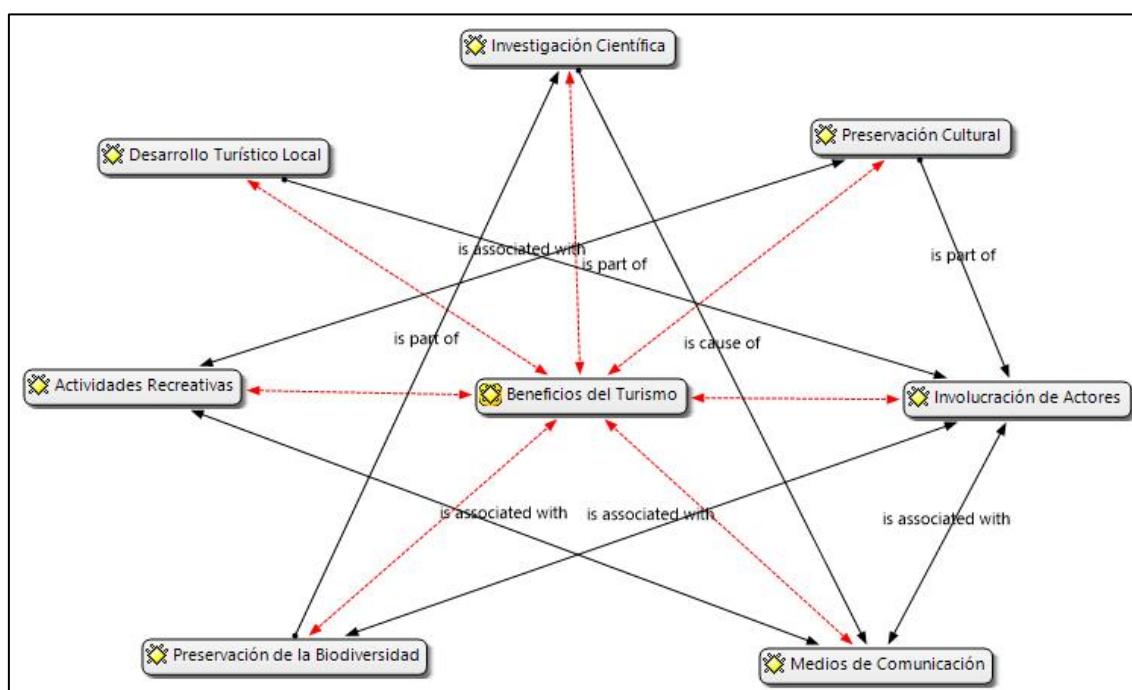 Investigación Científica
Preservación Cultural
Desarrollo Turístico Local
is associated with
is part of
is part of
is part of
is cause of
Actividades Recreativas
Beneficios del Turismo
Involucración de Actores
is associated with
is associated with
is associated with
Preservación de la Biodiversidad
Medios de Comunicación